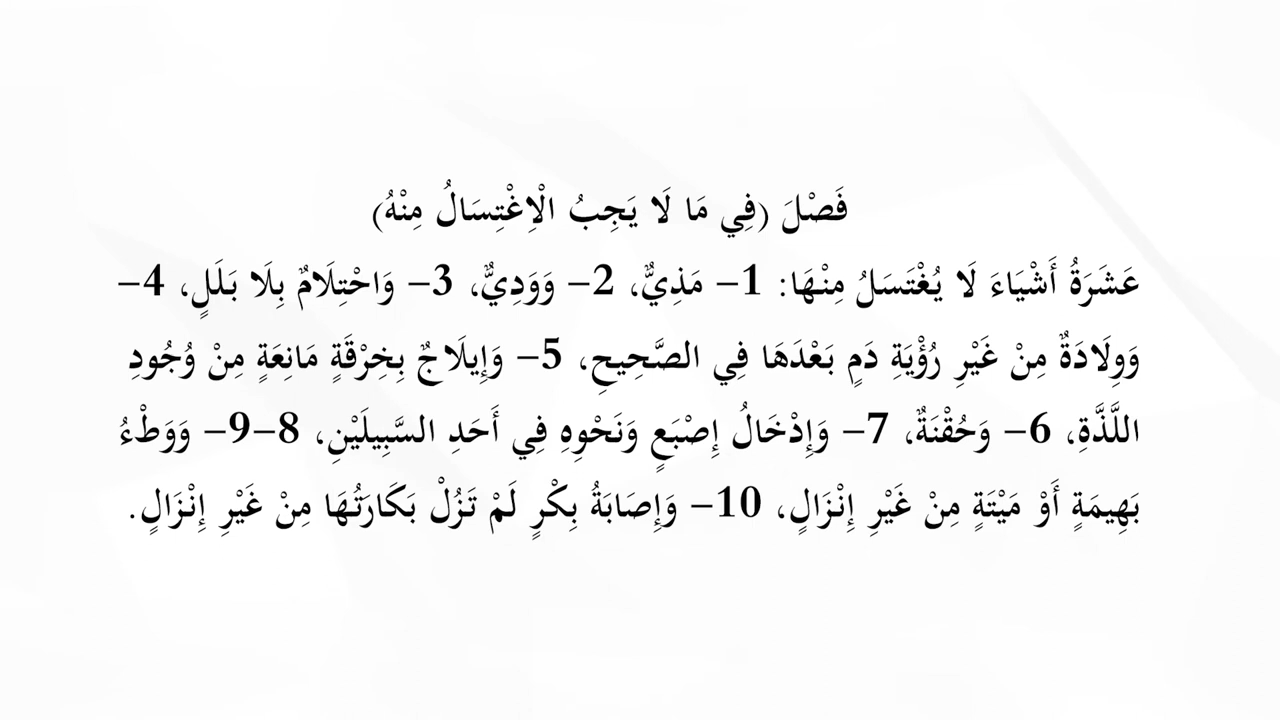 فَصْلَ (فِي مَا لَا يَجِبُ الْاِغْتِسَالُ مِنْهُ)
عَشَرَةُ أَشْيَاءَ لَا يُغْتَسَلُ مِنْهَا: 1- مَذِيٌّ، 2- وَوَدِيٌّ، 3- وَاحْتِلَامٌ بِلَا بَلَلٍ، 4-
وَوِلَادَةٌ مِنْ غَيْرِ رُؤْيَةِ دَمٍ بَعْدَهَا فِي الصَّحِيحِ، 5- وَإِيلَاجٌ بِخِرْقَةٍ مَانِعَةٍ مِنْ وُجُودِ
اللَّذَّةِ، 6- وَحُقْنَةٌ، 7- وَإِدْخَالُ إِصْبَعٍ وَنَحْوِهِ فِي أَحَدِ السَّبِيلَيْنِ، 8-9- وَوَطْءُ
بَهِيمَةٍ أَوْ مَيْتَةٍ مِنْ غَيْرِ إِنْزَالٍ، 10- وَإِصَابَةُ بِكْرٍ لَمْ تَزُلْ بَكَارَتُهَا مِنْ غَيْرِ إِنْزَالٍ.